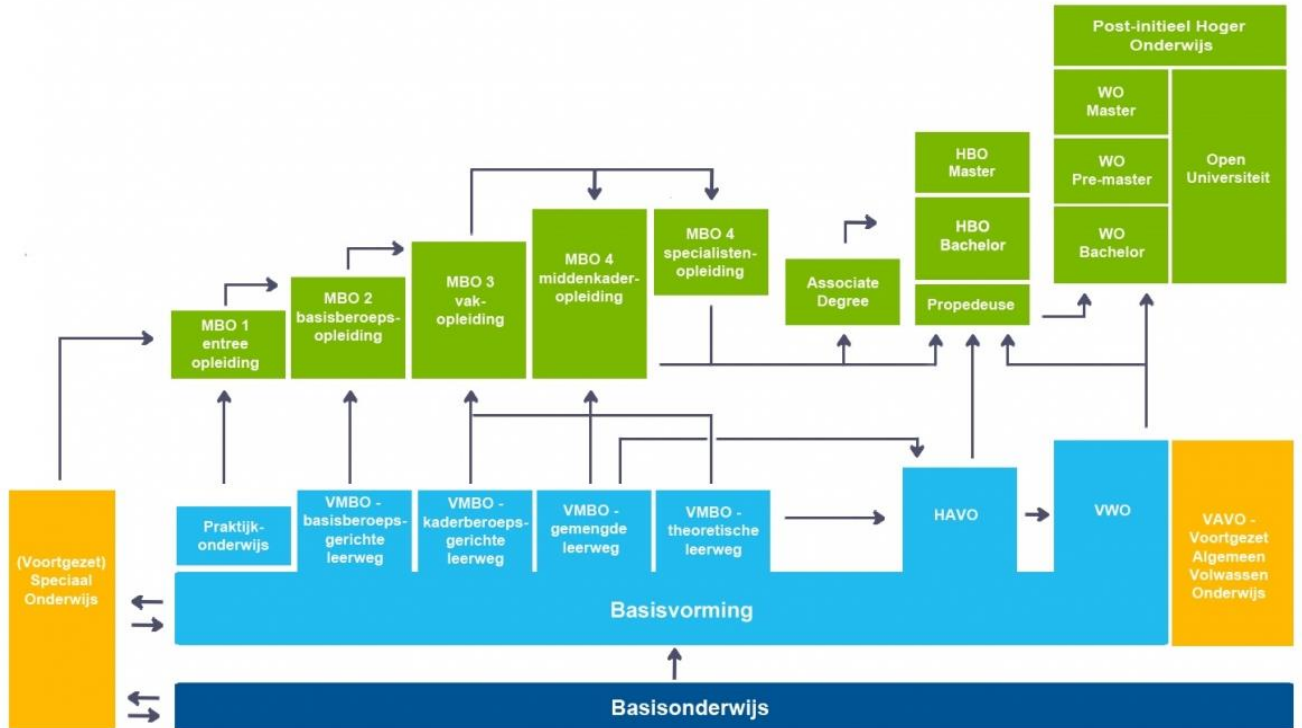 Post-initieel Hoger
Onderwijs
WO
Master
WO
Pre-master
WO
Bachelor
Open
Universiteit
HBO
Master
HBO
Bachelor
Propedeuse
Associate
Degree
MBO 4
specialisten-
opleiding
MBO 4
middenkader-
opleiding
MBO 3
vak-
opleiding
MBO 2
basisberoeps-
opleiding
MBO 1
entree
opleiding
(Voortgezet)
Speciaal
Onderwijs
Praktijk-
onderwijs
VMBO -
basisberoeps-
gerichte
leerweg
VMBO -
kaderberoeps-
gerichte
leerweg
VMBO -
gemengde
leerweg
VMBO -
theoretische
leerweg
HAVO
VWO
VAVO -
Voortgezet
Algemeen
Volwassen
Onderwijs
Basisvorming
Basisonderwijs